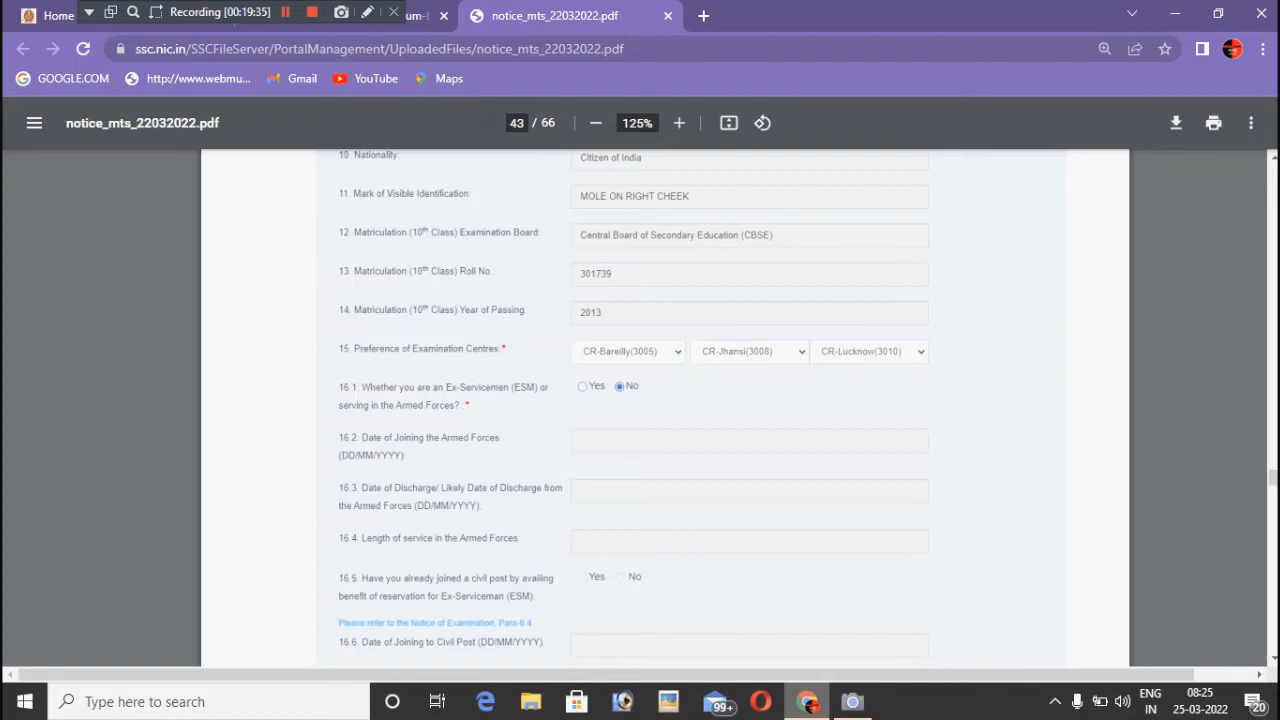 Home
Recording [00:19:35]
um-I
notice_mts_22032022.pdf
ssc.nic.in/SSCFileServer/PortalManagement/UploadedFiles/notice_mts_22032022.pdf
GOOGLE.COM
http://www.webmu...
Gmail
YouTube
Maps
notice_mts_22032022.pdf
43 / 66
125%
10. Nationality:
Citizen of India
11. Mark of Visible Identification:
MOLE ON RIGHT CHEEK
12. Matriculation (10th Class) Examination Board:
Central Board of Secondary Education (CBSE)
13. Matriculation (10th Class) Roll No.:
301739
14. Matriculation (10th Class) Year of Passing:
2013
15. Preference of Examination Centres.*
CR-Bareilly(3005)
CR-Jhansi(3008)
CR-Lucknow(3010)
16.1. Whether you are an Ex-Servicemen (ESM) or
serving in the Armed Forces? : *
Yes No
16.2. Date of Joining the Armed Forces
(DD/MM/YYYY):
16.3. Date of Discharge/ Likely Date of Discharge from
the Armed Forces (DD/MM/YYYY):
16.4. Length of service in the Armed Forces:
16.5. Have you already joined a civil post by availing
benefit of reservation for Ex-Serviceman (ESM):
Yes No
Please refer to the Notice of Examination, Para-6.4
16.6. Date of Joining to Civil Post (DD/MM/YYYY):
Type here to search
99+
ENG
IN
08:25
25-03-2022
20